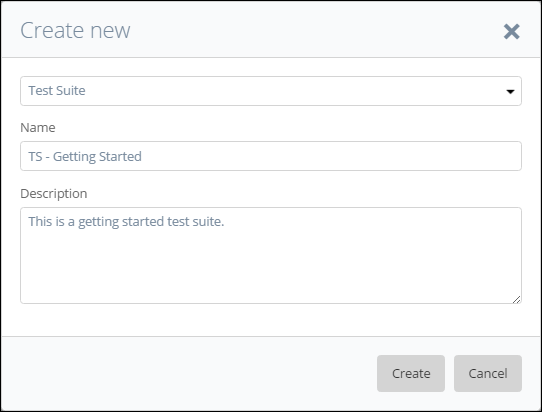 Create new
Test Suite
Name
TS - Getting Started
Description
This is a getting started test suite.
Create
Cancel